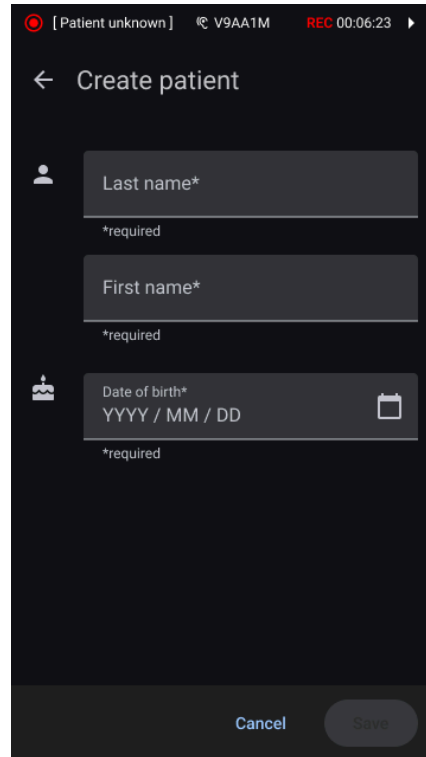 [ Patient unknown ] V9AA1M REC 00:06:23
Create patient
Last name*
*required
First name*
*required
Date of birth*
YYYY / MM / DD
*required
Cancel Save